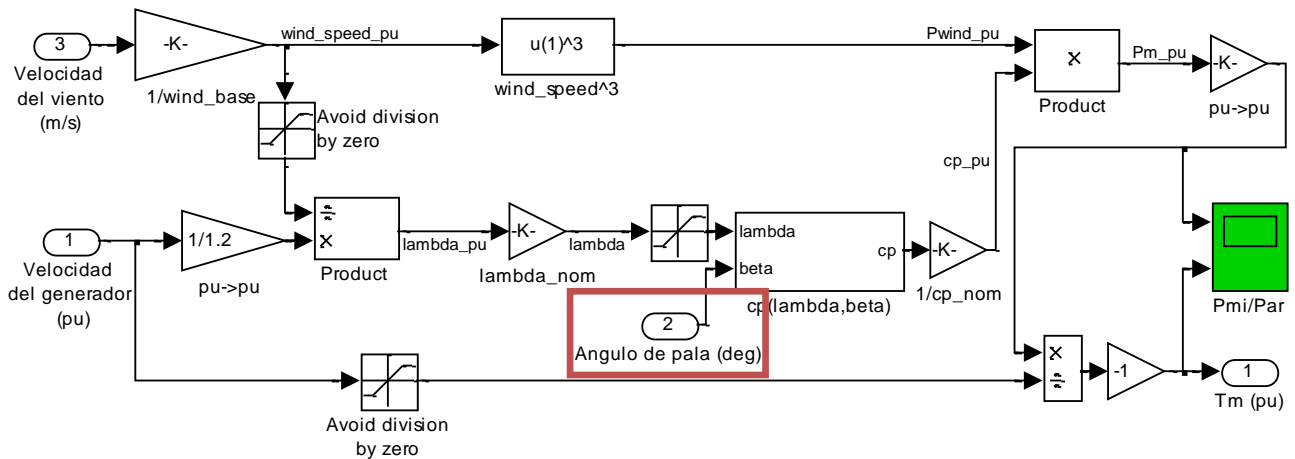 3
Velocidad
del viento
(m/s)
-K-
1/wind_base
wind_speed_pu
u(1)^3
wind_speed^3
Pwind_pu
×
Product
Pm_pu
-K-
pu->pu
Avoid division
by zero
cp_pu
1
Velocidad
del generador
(pu)
1/1.2
pu->pu
÷
×
Product
lambda_pu
-K-
lambda_nom
lambda
lambda
beta
cp
cp(lambda,beta)
-K-
1/cp_nom
2
Angulo de pala (deg)
Pmi/Par
Avoid division
by zero
×
÷
-1
1
Tm (pu)